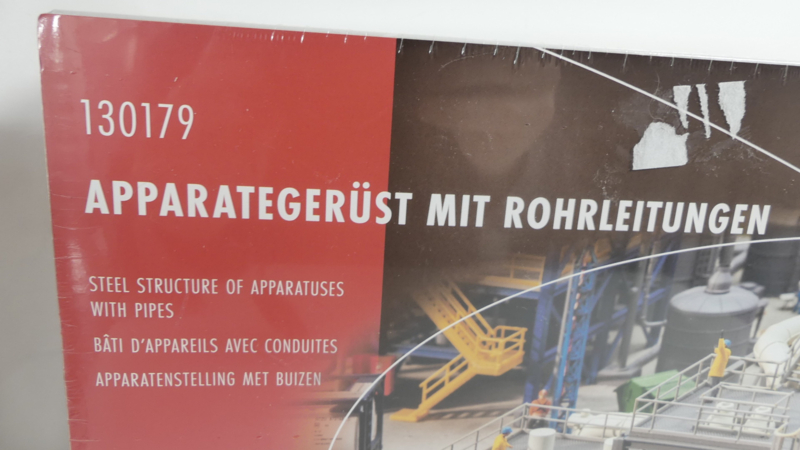 130179
APPARATEGERÜST MIT ROHRLEITUNGEN
STEEL STRUCTURE OF APPARATUSES
WITH PIPES
BÂTI D'APPAREILS AVEC CONDUITES
APPARATENSTELLING MET BUIZEN